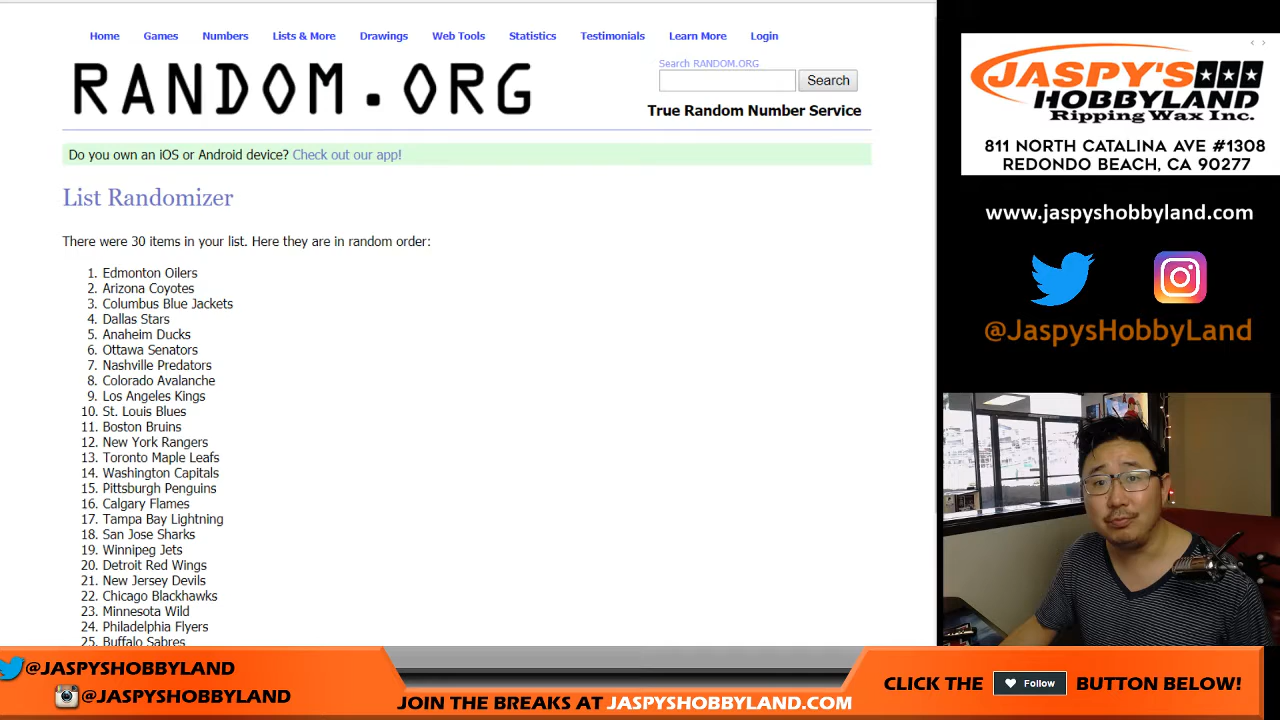 Home Games Numbers Lists & More Drawings Web Tools Statistics Testimonials Learn More Login
RANDOM.ORG
Search RANDOM.ORG
Search
True Random Number Service
Do you own an iOS or Android device? Check out our app!
List Randomizer
There were 30 items in your list. Here they are in random order:
1. Edmonton Oilers
2. Arizona Coyotes
3. Columbus Blue Jackets
4. Dallas Stars
5. Anaheim Ducks
6. Ottawa Senators
7. Nashville Predators
8. Colorado Avalanche
9. Los Angeles Kings
10. St. Louis Blues
11. Boston Bruins
12. New York Rangers
13. Toronto Maple Leafs
14. Washington Capitals
15. Pittsburgh Penguins
16. Calgary Flames
17. Tampa Bay Lightning
18. San Jose Sharks
19. Winnipeg Jets
20. Detroit Red Wings
21. New Jersey Devils
22. Chicago Blackhawks
23. Minnesota Wild
24. Philadelphia Flyers
25. Buffalo Sabres
JASPY'S
HOBBYLAND
Ripping Wax Inc.
811 NORTH CATALINA AVE #1308
REDONDO BEACH, CA 90277
www.jaspyshobbyland.com
@JaspysHobbyLand
@JASPYSHOBBYLAND
@JASPYSHOBBYLAND
JOIN THE BREAKS AT JASPYSHOBBYLAND.COM
CLICK THE Follow BUTTON BELOW!